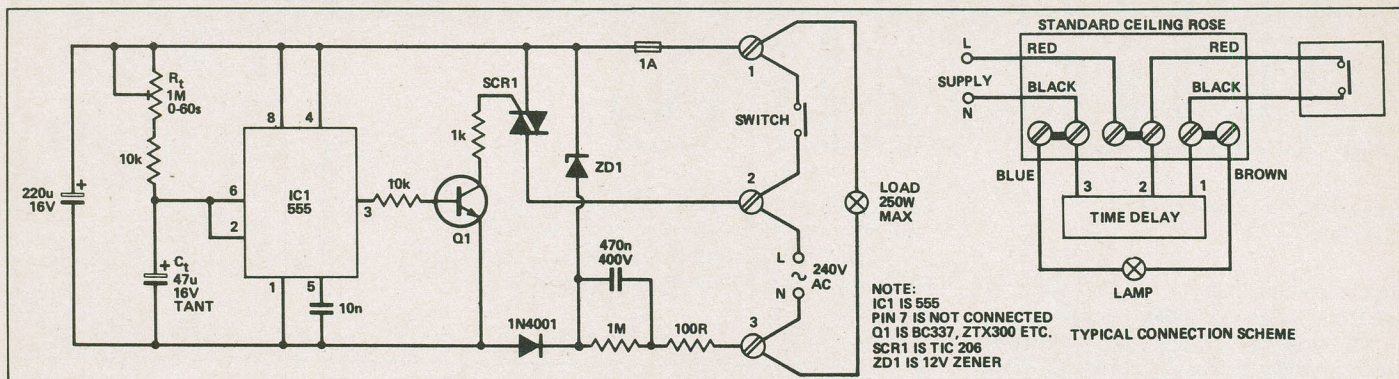 Rt
1M
0-60s
10k
220u
16V
+
+
Ct
47u
16V
TANT
8
4
IC1
555
6
2
3
1
5
10n
10k
Q1
1k
SCR1
ZD1
470n
400V
1N4001
1M
100R
1A
1
SWITCH
2
L
N
240V
AC
3
LOAD
250W
MAX
STANDARD CEILING ROSE
L
SUPPLY
N
RED
RED
BLACK
BLACK
BLUE
BROWN
3
2
1
TIME DELAY
LAMP
NOTE:
IC1 IS 555
PIN 7 IS NOT CONNECTED
Q1 IS BC337, ZTX300 ETC.
SCR1 IS TIC 206
ZD1 IS 12V ZENER
TYPICAL CONNECTION SCHEME